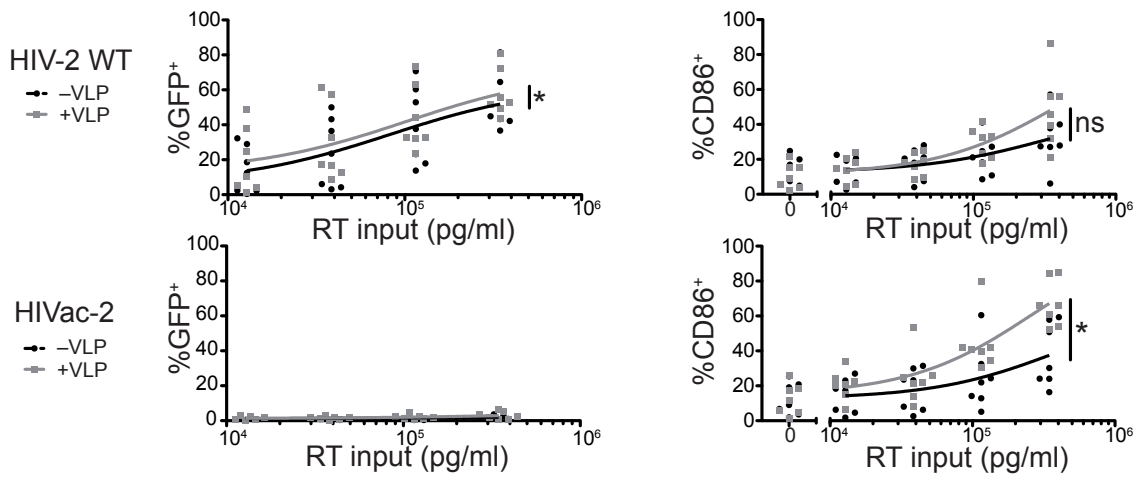 HIV-2 WT
–VLP
+VLP
%GFP+
100
80
60
40
20
0
*
10⁴ 10⁵ 10⁶
RT input (pg/ml)
%CD86+
100
80
60
40
20
0
ns
0 10⁴ 10⁵ 10⁶
RT input (pg/ml)
HIVac-2
–VLP
+VLP
%GFP+
100
80
60
40
20
0
10⁴ 10⁵ 10⁶
RT input (pg/ml)
%CD86+
100
80
60
40
20
0
*
0 10⁴ 10⁵ 10⁶
RT input (pg/ml)